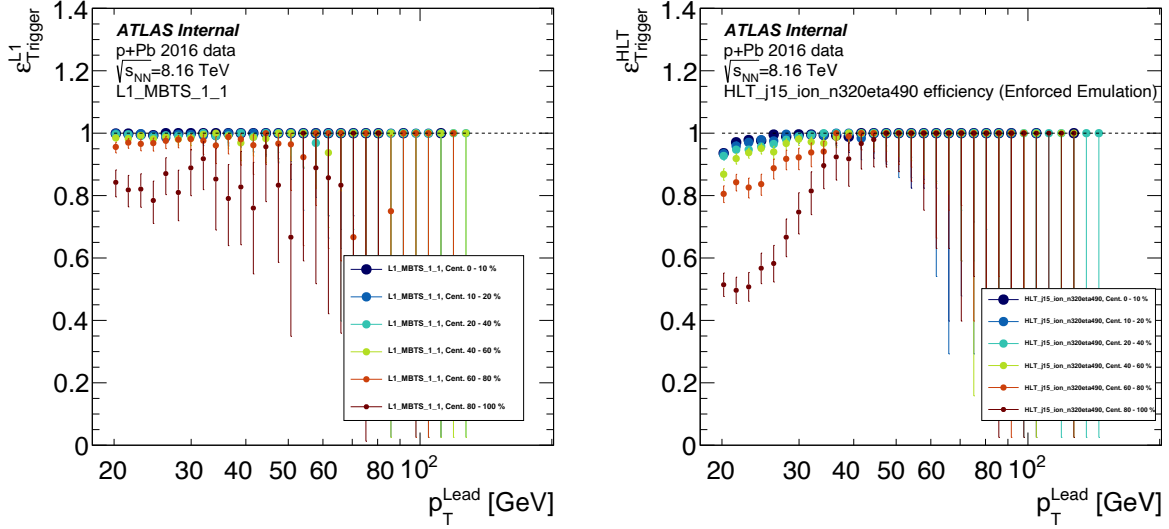 ATLAS Internal
p+Pb 2016 data
√sNN=8.16 TeV
L1_MBTS_1_1
εL1Trigger
1.4
1.2
1
0.8
0.6
0.4
0.2
0
L1_MBTS_1_1, Cent. 0 - 10 %
L1_MBTS_1_1, Cent. 10 - 20 %
L1_MBTS_1_1, Cent. 20 - 40 %
L1_MBTS_1_1, Cent. 40 - 60 %
L1_MBTS_1_1, Cent. 60 - 80 %
L1_MBTS_1_1, Cent. 80 - 100 %
20 30 40 50 60 80 10²
pTLead [GeV]
ATLAS Internal
p+Pb 2016 data
√sNN=8.16 TeV
HLT_j15_ion_n320eta490 efficiency (Enforced Emulation)
εHLTTrigger
1.4
1.2
1
0.8
0.6
0.4
0.2
0
HLT_j15_ion_n320eta490, Cent. 0 - 10 %
HLT_j15_ion_n320eta490, Cent. 10 - 20 %
HLT_j15_ion_n320eta490, Cent. 20 - 40 %
HLT_j15_ion_n320eta490, Cent. 40 - 60 %
HLT_j15_ion_n320eta490, Cent. 60 - 80 %
HLT_j15_ion_n320eta490, Cent. 80 - 100 %
20 30 40 50 60 80 10²
pTLead [GeV]